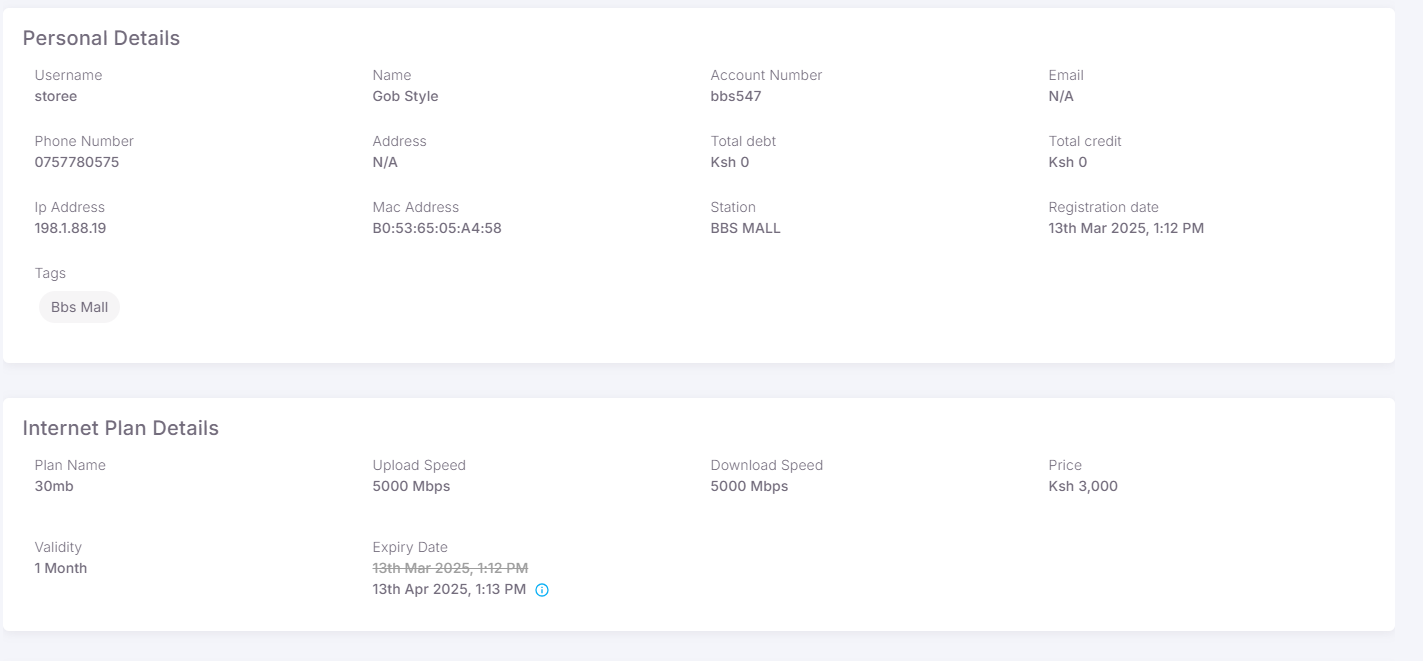 Personal Details
Username
storee
Name
Gob Style
Account Number
bbs547
Email
N/A
Phone Number
0757780575
Address
N/A
Total debt
Ksh 0
Total credit
Ksh 0
Ip Address
198.1.88.19
Mac Address
B0:53:65:05:A4:58
Station
BBS MALL
Registration date
13th Mar 2025, 1:12 PM
Tags
Bbs Mall
Internet Plan Details
Plan Name
30mb
Upload Speed
5000 Mbps
Download Speed
5000 Mbps
Price
Ksh 3,000
Validity
1 Month
Expiry Date
13th Mar 2025, 1:12 PM
13th Apr 2025, 1:13 PM